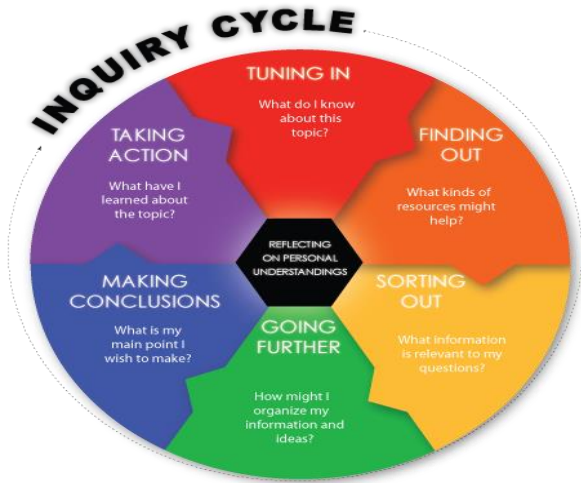 INQUIRY CYCLE
TUNING IN
What do I know
about this
topic?
FINDING
OUT
What kinds of
resources might
help?
SORTING
OUT
What information
is relevant to my
questions?
GOING
FURTHER
How might I
organize my
information and
ideas?
MAKING
CONCLUSIONS
What is my
main point I
wish to make?
TAKING
ACTION
What have I
learned about
the topic?
REFLECTING
ON PERSONAL
UNDERSTANDINGS